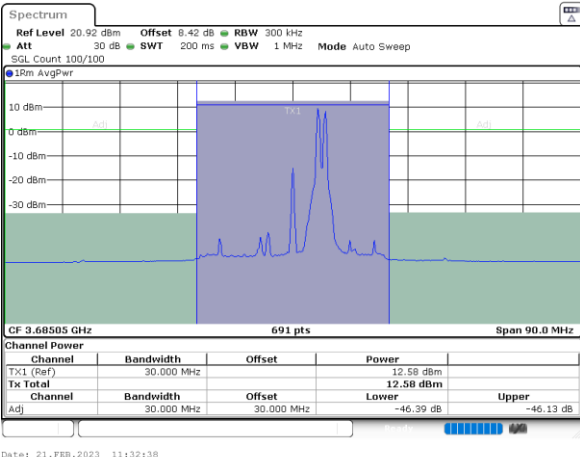 Spectrum
Ref Level 20.92 dBm Offset 8.42 dB RBW 300 kHz
Att 30 dB SWT 200 ms VBW 1 MHz Mode Auto Sweep
SGL Count 100/100
1Rm AvgPwr
10 dBm
TX1
Adj Adj
0 dBm
-10 dBm
-20 dBm
-30 dBm
CF 3.68505 GHz 691 pts Span 90.0 MHz
Channel Power
Channel Bandwidth Offset Power
TX1 (Ref) 30.000 MHz 12.58 dBm
Tx Total 12.58 dBm
Channel Bandwidth Offset Lower Upper
Adj 30.000 MHz 30.000 MHz -46.39 dB -46.13 dB
Ready
Date: 21.FEB.2023 11:32:38